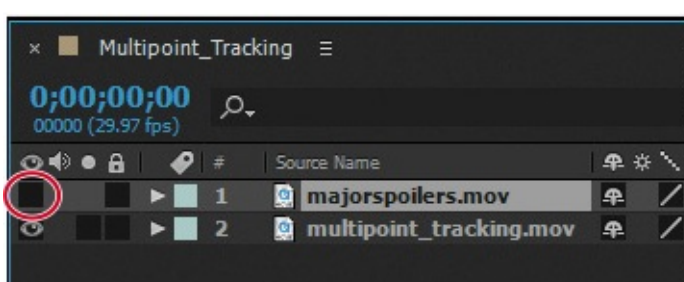 × Multipoint_Tracking
0;00;00;00
00000 (29.97 fps)
# Source Name
1 majorspoilers.mov
2 multipoint_tracking.mov